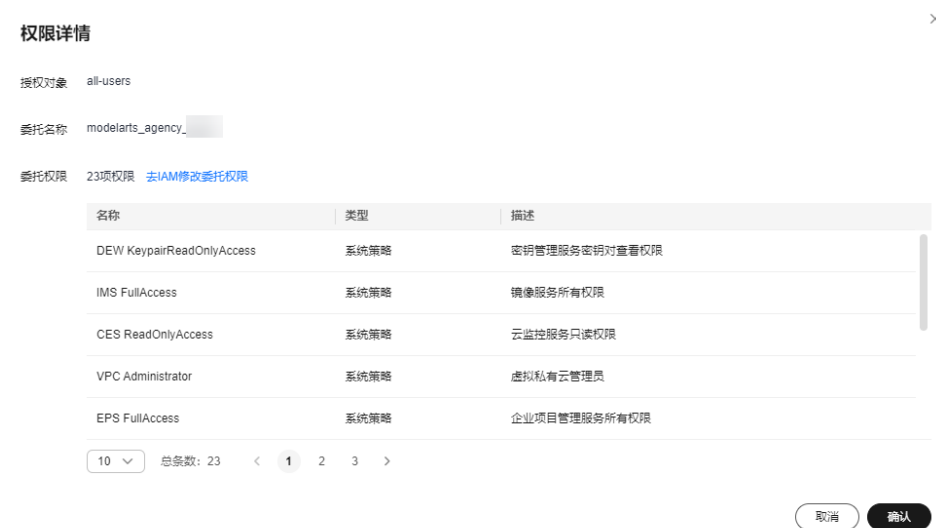 权限详情
授权对象 all-users
委托名称 modelarts_agency_
委托权限 23项权限 去IAM修改委托权限
名称 类型 描述
DEW KeypairReadOnlyAccess 系统策略 密钥管理服务密钥对查看权限
IMS FullAccess 系统策略 镜像服务所有权限
CES ReadOnlyAccess 系统策略 云监控服务只读权限
VPC Administrator 系统策略 虚拟私有云管理员
EPS FullAccess 系统策略 企业项目管理服务所有权限
10 总条数：23 1 2 3
取消 确认